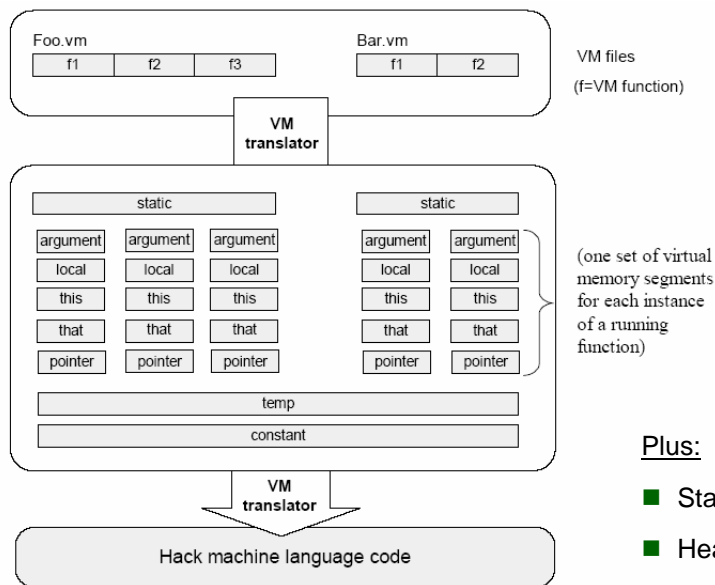 Foo.vm
Bar.vm
f1 f2 f3
f1 f2
VM files
(f=VM function)
VM
translator
static static
argument argument argument argument argument
local local local local local
this this this this this
that that that that that
pointer pointer pointer pointer pointer
(one set of virtual
memory segments
for each instance
of a running
function)
temp
constant
VM
translator
Hack machine language code
Plus:
Sta
Hea